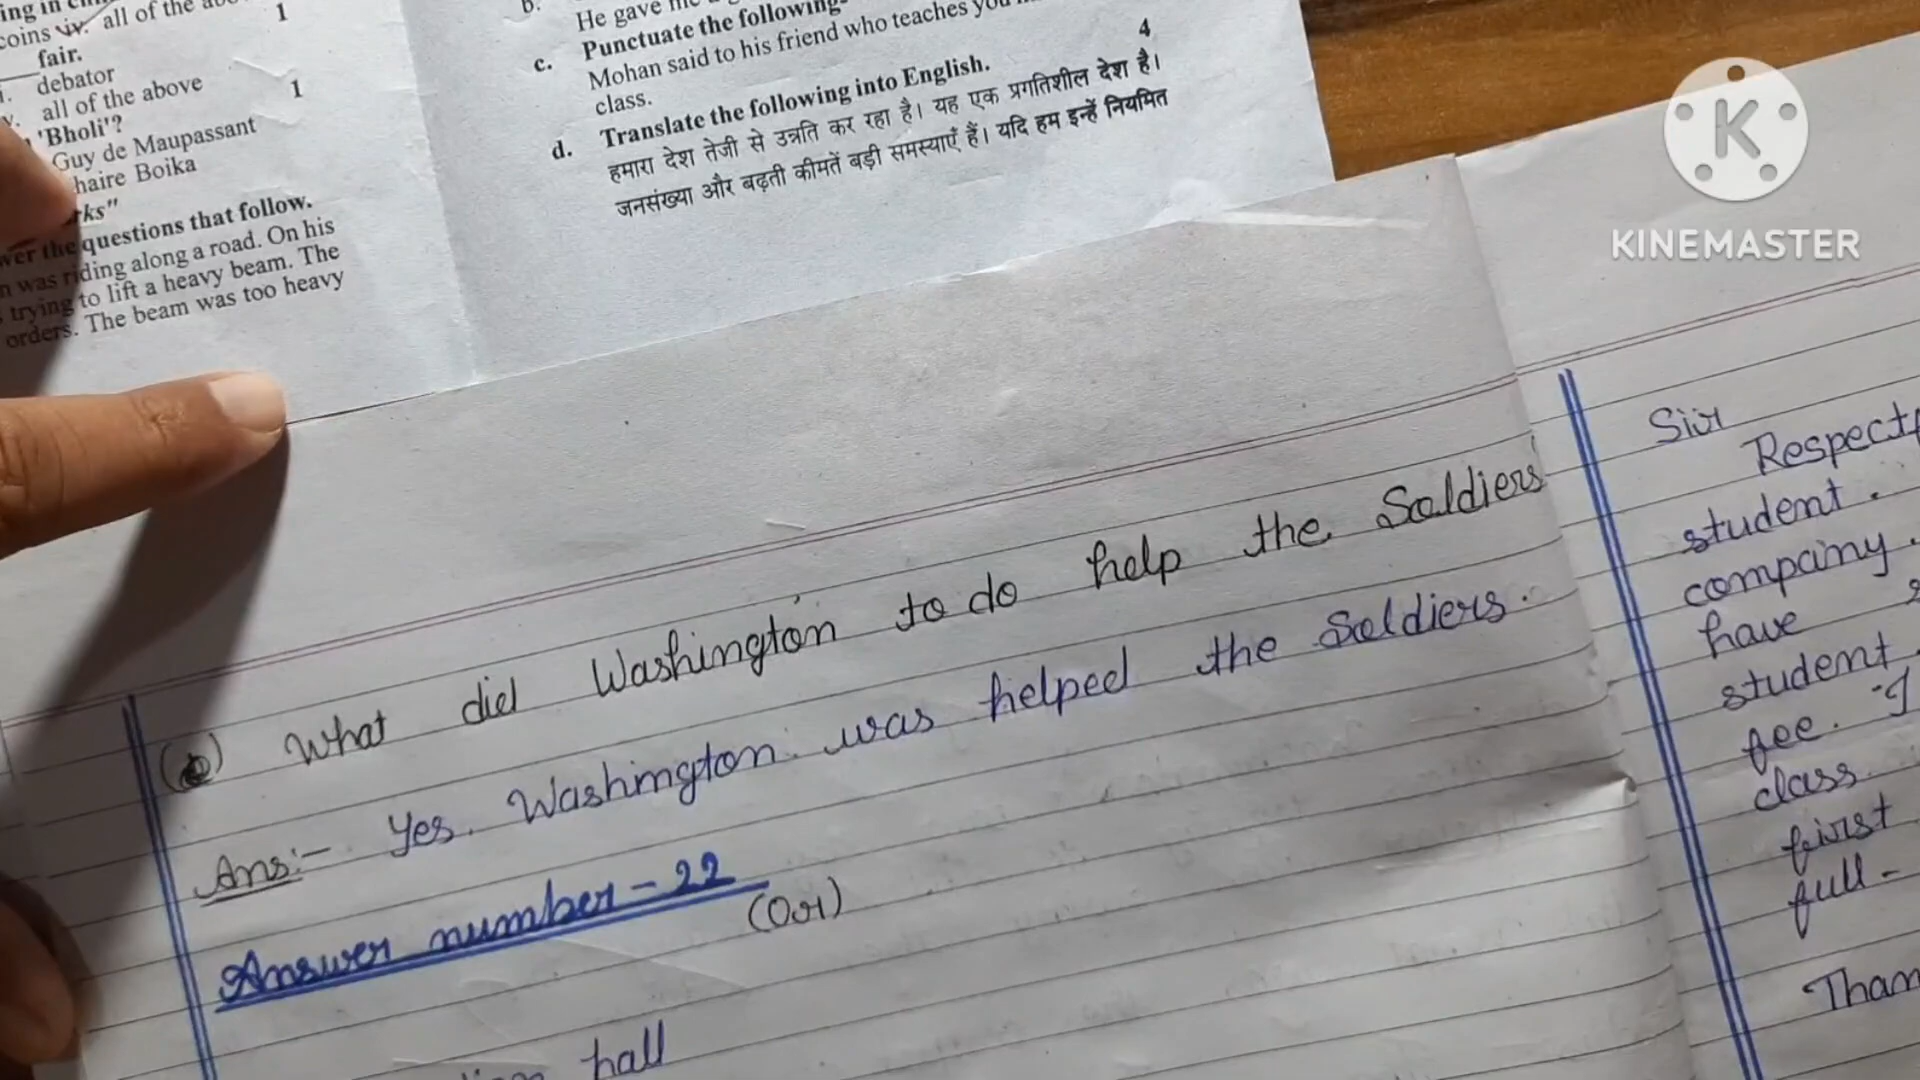 coins iv. all of the
1
fair.
debator
all of the above
1
'Bholi'?
Guy de Maupassant
haire Boika
rks"
the questions that follow.
was riding along a road. On his
trying to lift a heavy beam. The
orders. The beam was too heavy
b.
He gave me
c. Punctuate the following
Mohan said to his friend who teaches you
class.
4
d. Translate the following into English.
हमारा देश तेजी से उन्नति कर रहा है। यह एक प्रगतिशील देश है।
जनसंख्या और बढ़ती कीमतें बड़ी समस्याएँ हैं। यदि हम इन्हें नियमित
K
KINEMASTER
What did Washington to do help the Soldiers
Ans:- Yes. Washington was helped the Soldiers.
Answer number-22
(Or)
hall
Sir
student.
company.
have
student
fee. I
class
first
full-